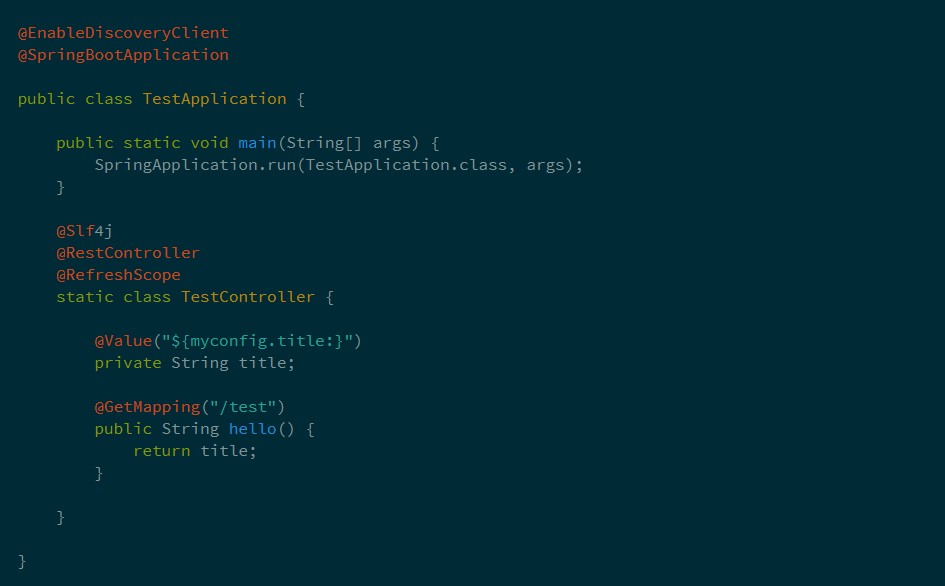 @EnableDiscoveryClient
@SpringBootApplication
public class TestApplication {
    public static void main(String[] args) {
        SpringApplication.run(TestApplication.class, args);
    }
    @Slf4j
    @RestController
    @RefreshScope
    static class TestController {
        @Value("${myconfig.title:}")
        private String title;
        @GetMapping("/test")
        public String hello() {
            return title;
        }
    }
}